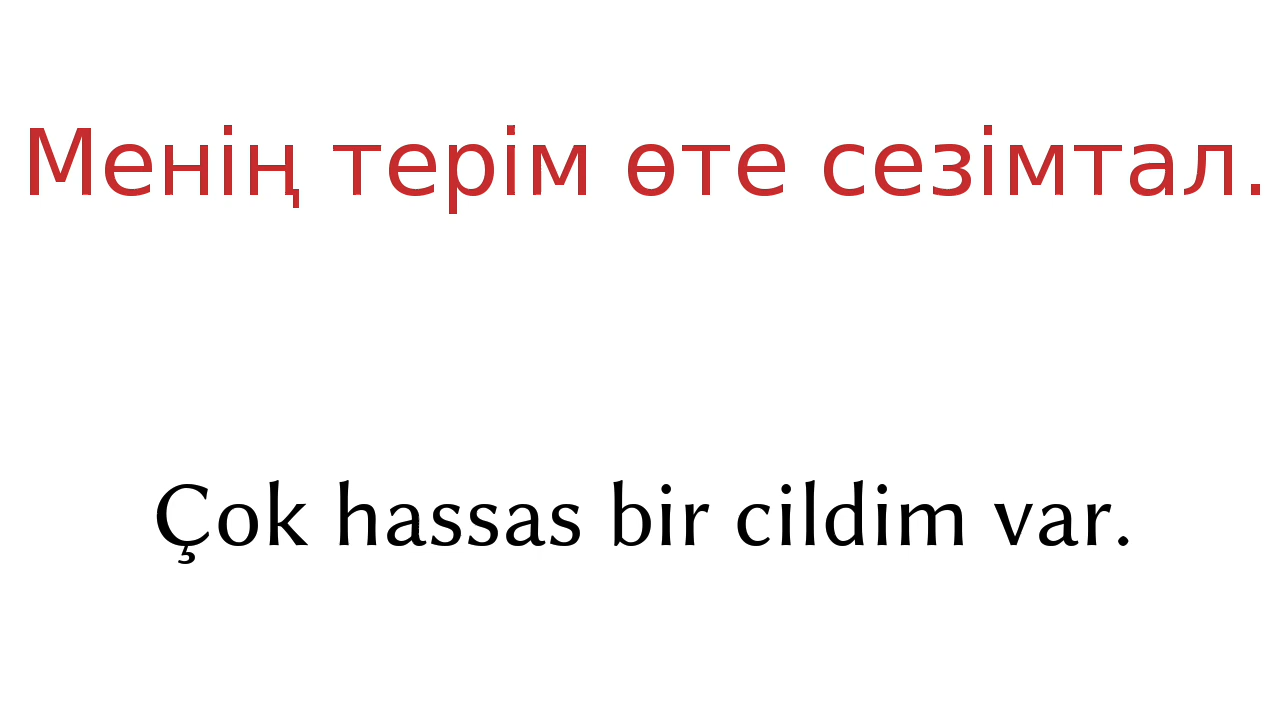 Менің терім өте сезімтал.
Çok hassas bir cildim var.